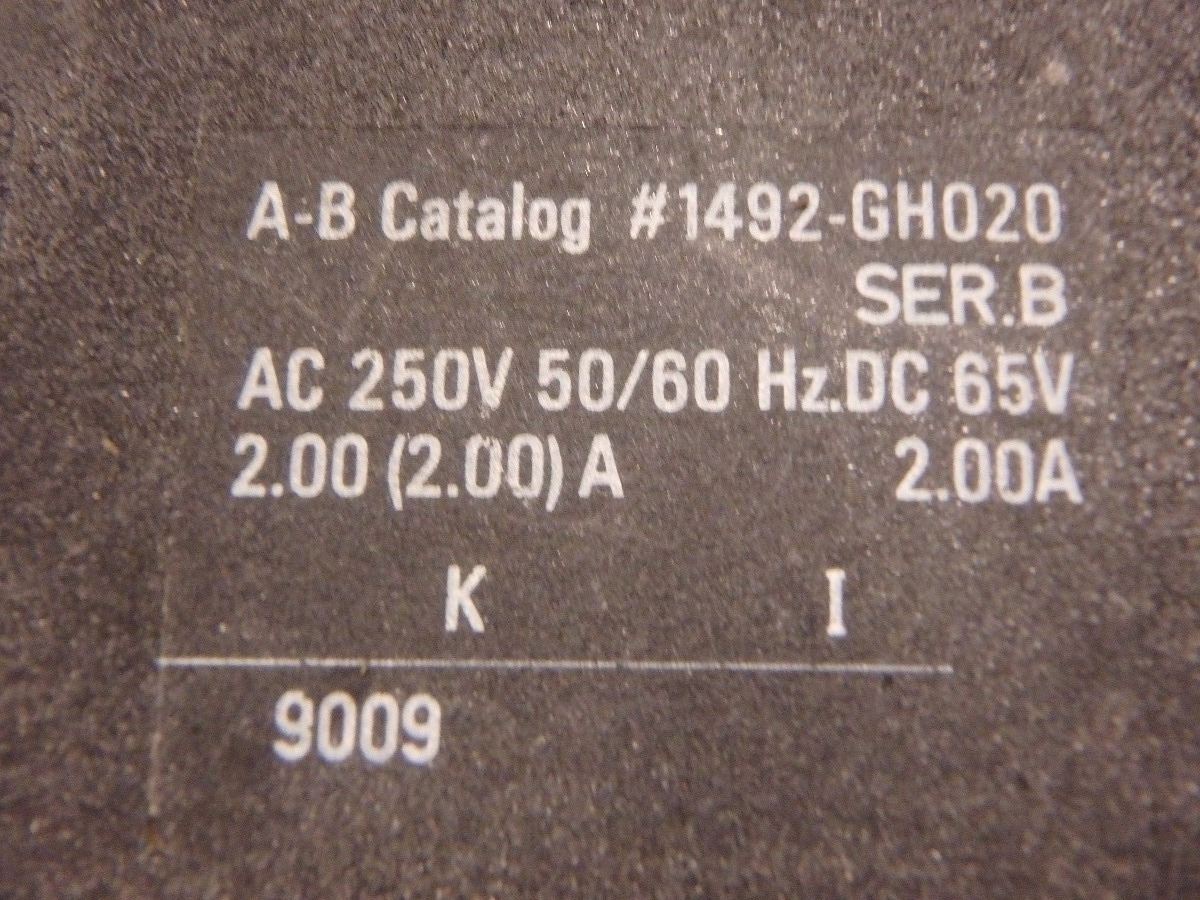 A-B Catalog #1492-GH020
SER.B
AC 250V 50/60 Hz.DC 65V
2.00 (2.00) A 2.00A
K I
9009